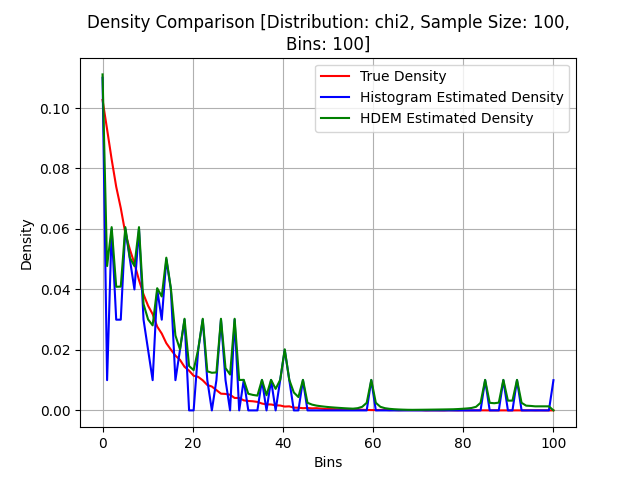 Density Comparison [Distribution: chi2, Sample Size: 100,
Bins: 100]
True Density
Histogram Estimated Density
HDEM Estimated Density
Density
0.10
0.08
0.06
0.04
0.02
0.00
0 20 40 60 80 100
Bins